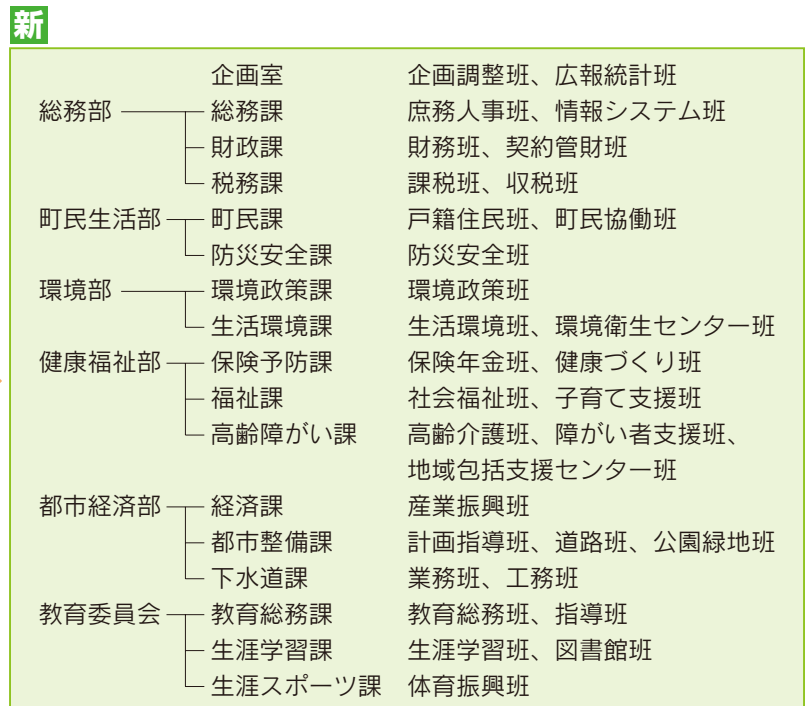 新
企画室 企画調整班、広報統計班
総務部 総務課 庶務人事班、情報システム班
財政課 財務班、契約管財班
税務課 課税班、収税班
町民生活部 町民課 戸籍住民班、町民協働班
防災安全課 防災安全班
環境部 環境政策課 環境政策班
生活環境課 生活環境班、環境衛生センター班
健康福祉部 保険予防課 保険年金班、健康づくり班
福祉課 社会福祉班、子育て支援班
高齢障がい課 高齢介護班、障がい者支援班、
地域包括支援センター班
都市経済部 経済課 産業振興班
都市整備課 計画指導班、道路班、公園緑地班
下水道課 業務班、工務班
教育委員会 教育総務課 教育総務班、指導班
生涯学習課 生涯学習班、図書館班
生涯スポーツ課 体育振興班